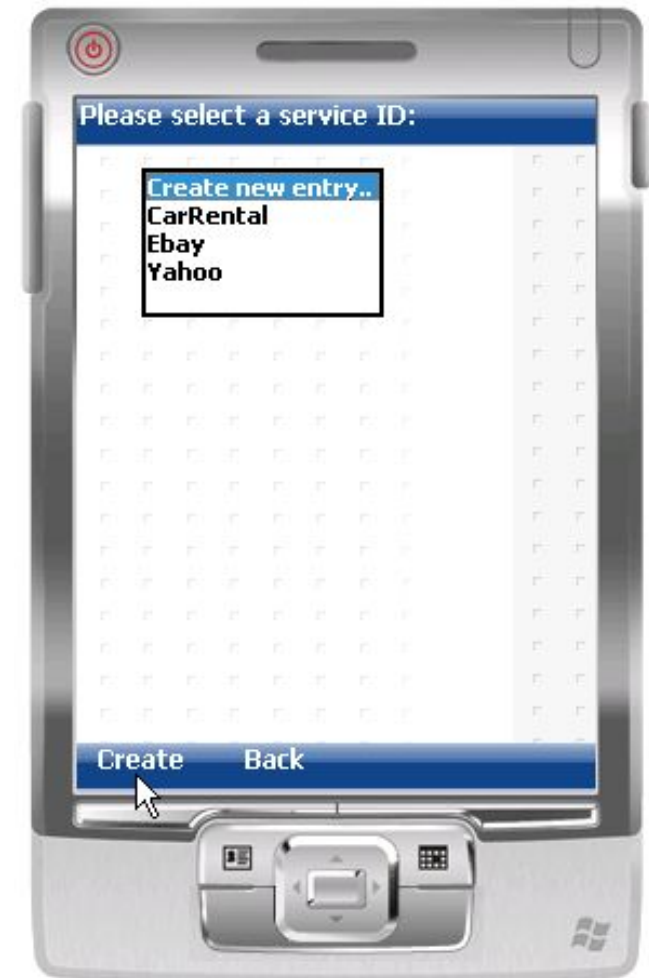 Please select a service ID:
Create new entry..
CarRental
Ebay
Yahoo
Create Back